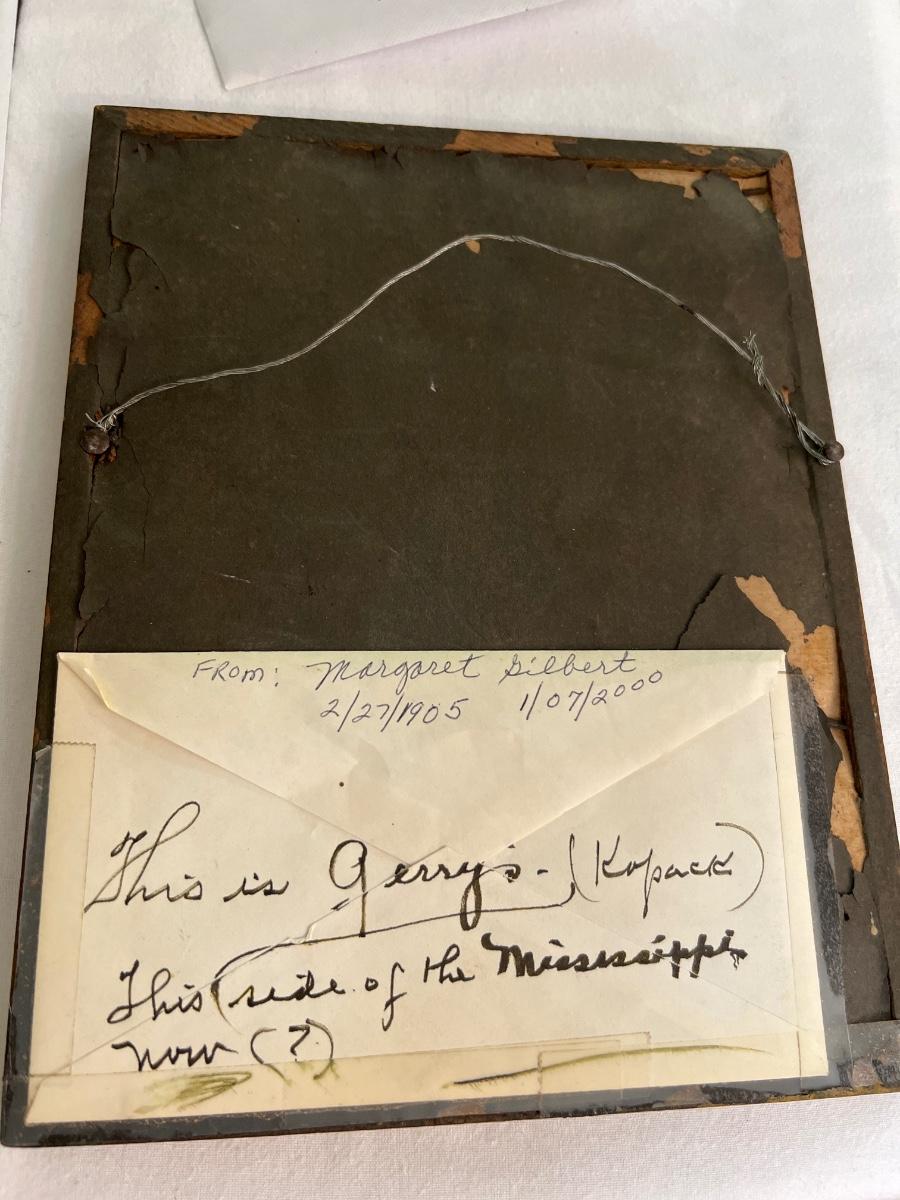 FROM: Margaret Gilbert
2/27/1905 1/07/2000
This is Gerry's - (Kopack)
This (side of the Mississippi
now (?)